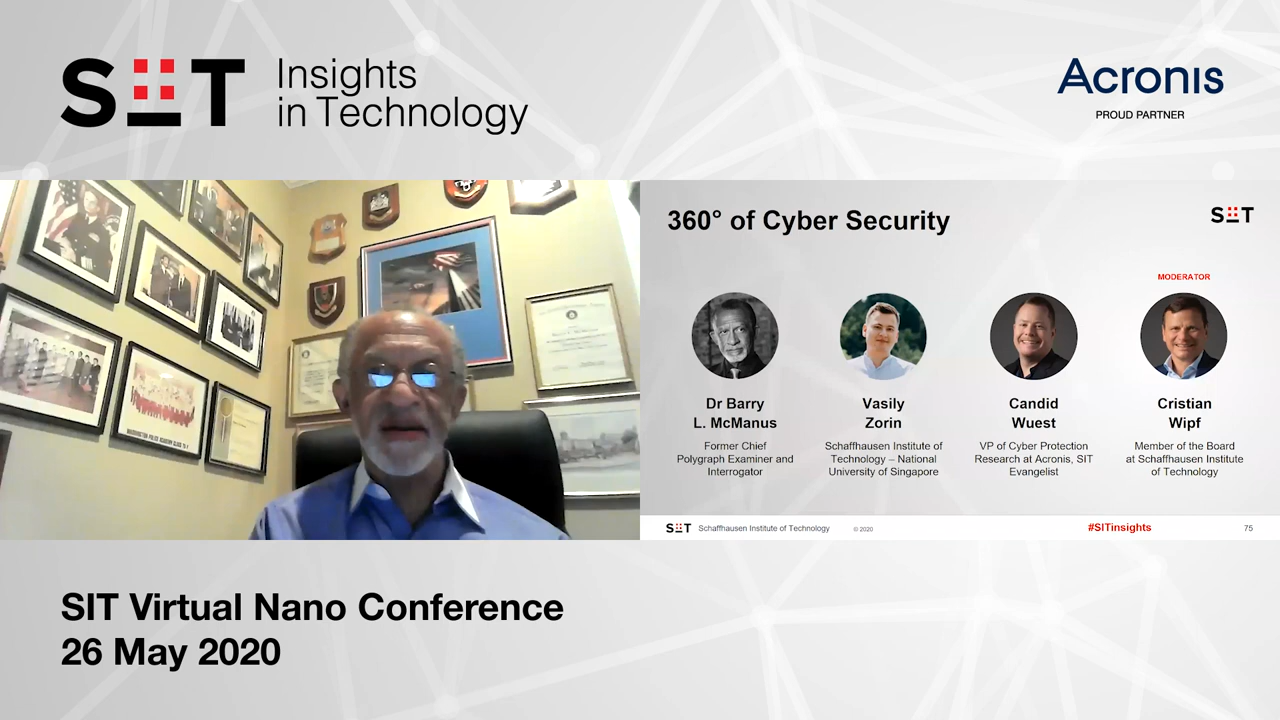 SIT
Insights
in Technology
Acronis
PROUD PARTNER
360° of Cyber Security
SIT
MODERATOR
Dr Barry
L. McManus
Former Chief
Polygraph Examiner and
Interrogator
Vasily
Zorin
Schaffhausen Institute of
Technology – National
University of Singapore
Candid
Wuest
VP of Cyber Protection
Research at Acronis, SIT
Evangelist
Cristian
Wipf
Member of the Board
at Schaffhausen Institute
of Technology
SIT Schaffhausen Institute of Technology © 2020 #SITinsights 75
SIT Virtual Nano Conference
26 May 2020